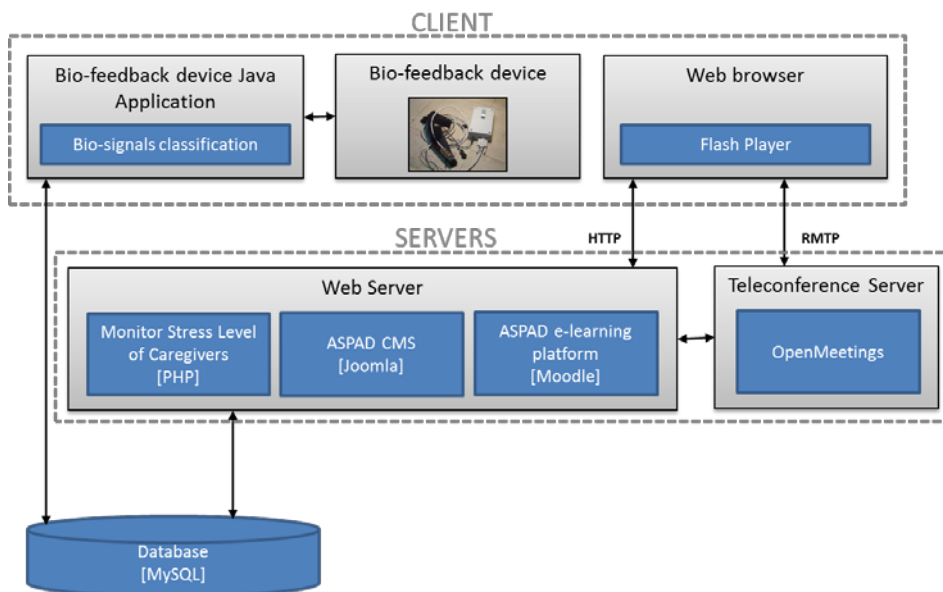 CLIENT
Bio-feedback device Java
Application
Bio-signals classification
Bio-feedback device
Web browser
Flash Player
HTTP
RMTP
SERVERS
Web Server
Monitor Stress Level
of Caregivers
[PHP]
ASPAD CMS
[Joomla]
ASPAD e-learning
platform
[Moodle]
Teleconference Server
OpenMeetings
Database
[MySQL]